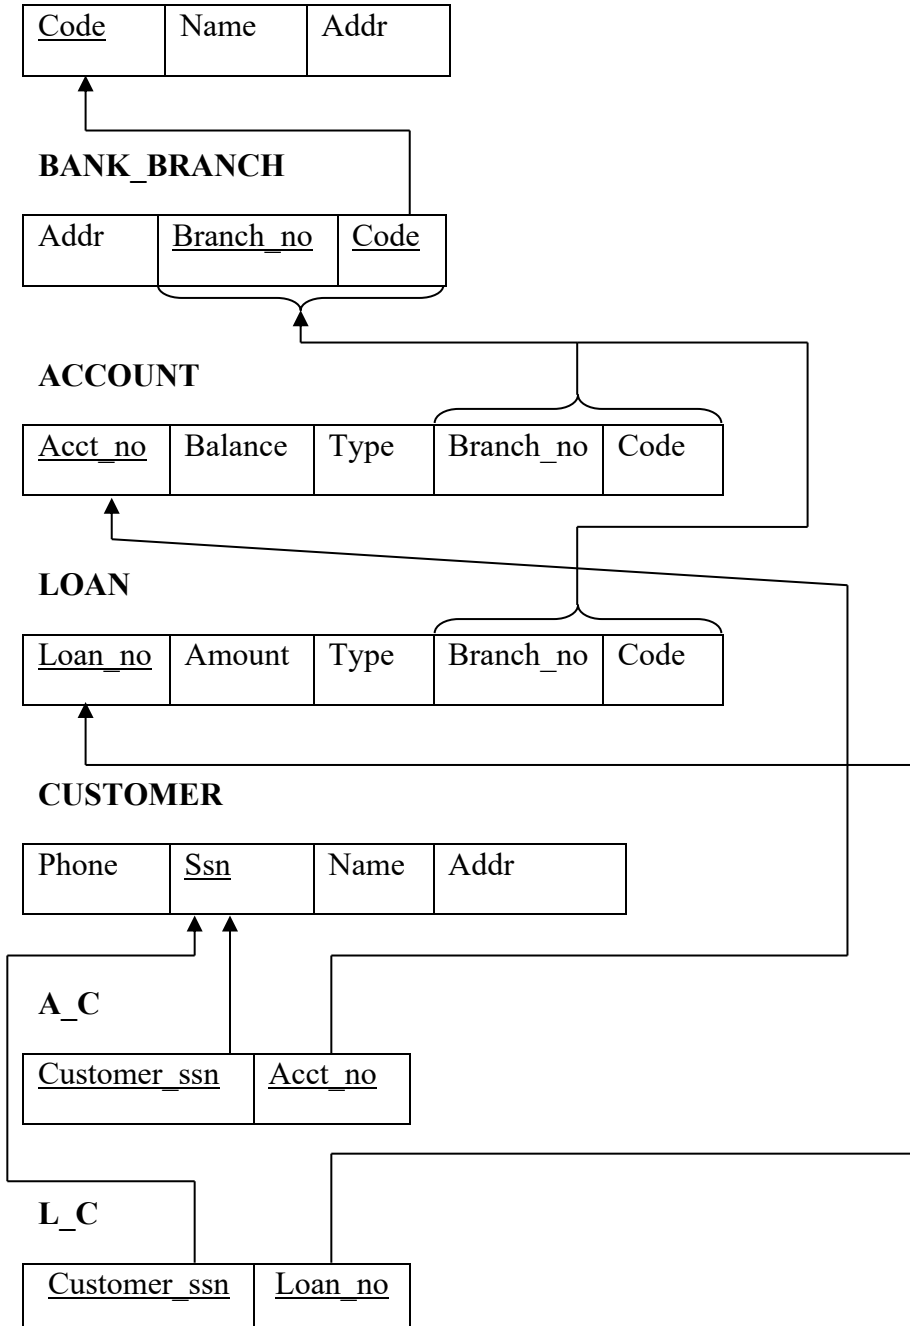 Code Name Addr
BANK_BRANCH
Addr Branch_no Code
ACCOUNT
Acct_no Balance Type Branch_no Code
LOAN
Loan_no Amount Type Branch_no Code
CUSTOMER
Phone Ssn Name Addr
A_C
Customer_ssn Acct_no
L_C
Customer_ssn Loan_no